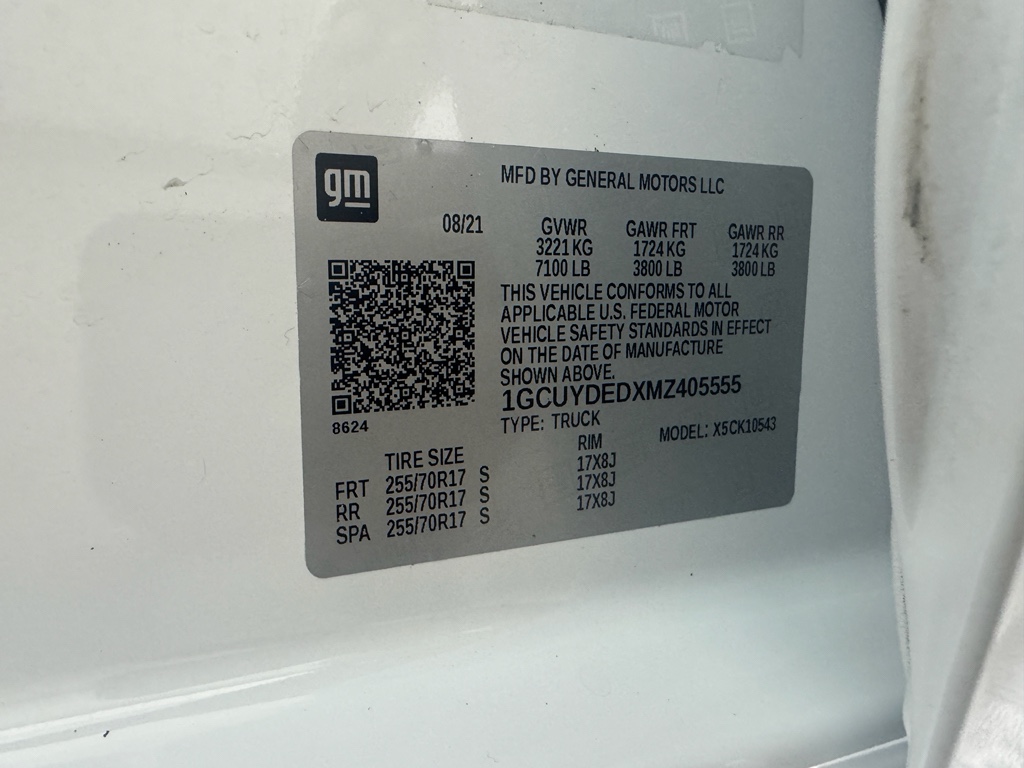 gm
MFD BY GENERAL MOTORS LLC
08/21
GVWR GAWR FRT GAWR RR
3221 KG 1724 KG 1724 KG
7100 LB 3800 LB 3800 LB
THIS VEHICLE CONFORMS TO ALL
APPLICABLE U.S. FEDERAL MOTOR
VEHICLE SAFETY STANDARDS IN EFFECT
ON THE DATE OF MANUFACTURE
SHOWN ABOVE.
1GCUYDEDXMZ405555
8624
TYPE: TRUCK
MODEL: X5CK10543
TIRE SIZE RIM
FRT 255/70R17 S 17X8J
RR 255/70R17 S 17X8J
SPA 255/70R17 S 17X8J